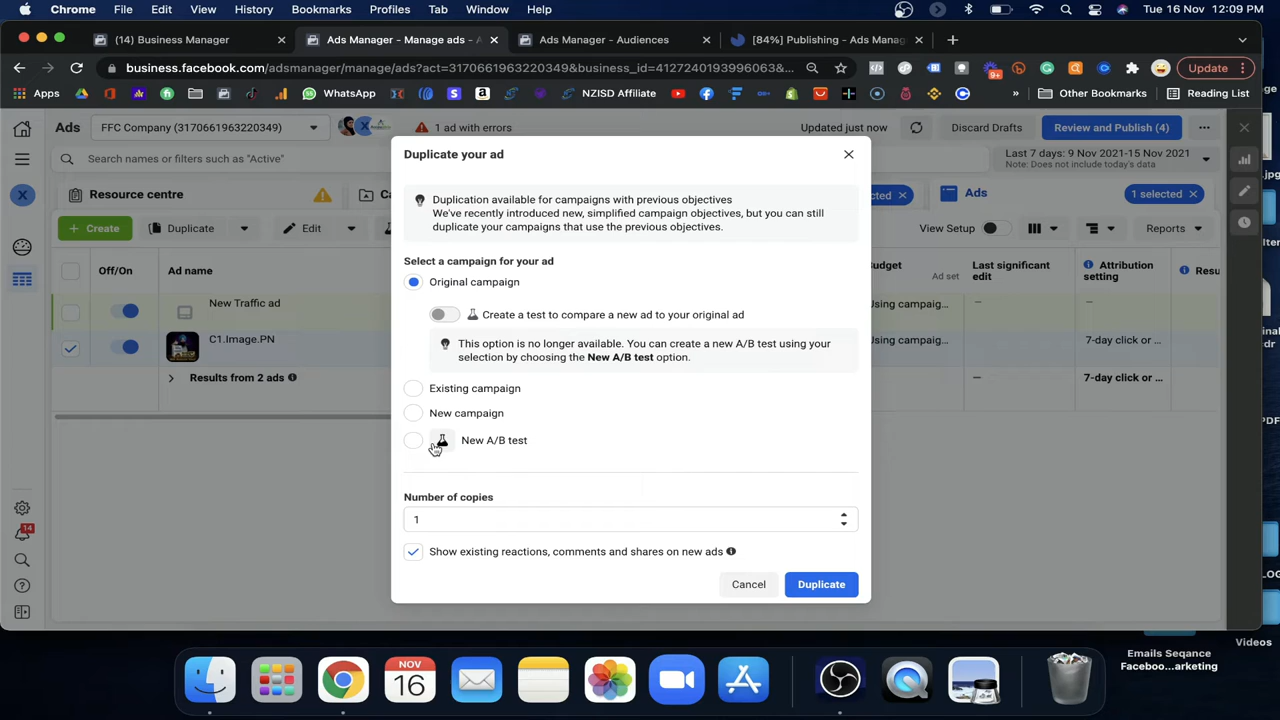 Chrome File Edit View History Bookmarks Profiles Tab Window Help Tue 16 Nov 12:09 PM
(14) Business Manager Ads Manager - Manage ads - A Ads Manager - Audiences [84%] Publishing - Ads Manag
business.facebook.com/adsmanager/manage/ads?act=3170661963220349&business_id=4127240193996063&... 9+ Update
Apps WhatsApp NZISD Affiliate » Other Bookmarks Reading List
Ads FFC Company (3170661963220349) 1 ad with errors Updated just now Discard Drafts Review and Publish (4)
Search names or filters such as "Active" Last 7 days: 9 Nov 2021-15 Nov 2021
Note: Does not include today's data
Resource centre Ads 1 selected
Create Duplicate Edit View Setup Reports
Off/On Ad name Budget Ad set Last significant edit Attribution setting
New Traffic ad Using campaig... –
C1.Image.PN Using campaig... 7-day click or ...
Results from 2 ads – 7-day click or ...
Duplicate your ad
Duplication available for campaigns with previous objectives
We've recently introduced new, simplified campaign objectives, but you can still
duplicate your campaigns that use the previous objectives.
Select a campaign for your ad
Original campaign
Create a test to compare a new ad to your original ad
This option is no longer available. You can create a new A/B test using your
selection by choosing the New A/B test option.
Existing campaign
New campaign
New A/B test
Number of copies
1
Show existing reactions, comments and shares on new ads
Cancel Duplicate
14
Videos
Emails Seqance
Faceboo...arketing
NOV
16